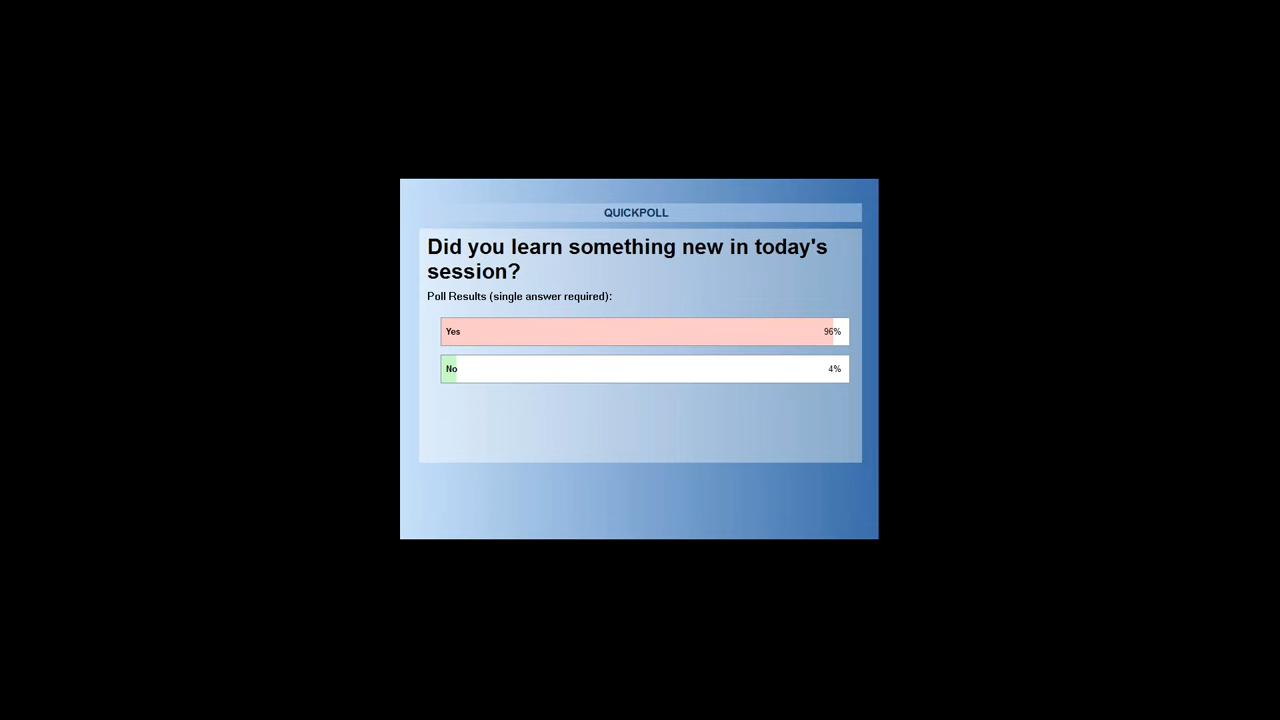 QUICKPOLL
Did you learn something new in today's
session?
Poll Results (single answer required):
Yes 96%
No 4%